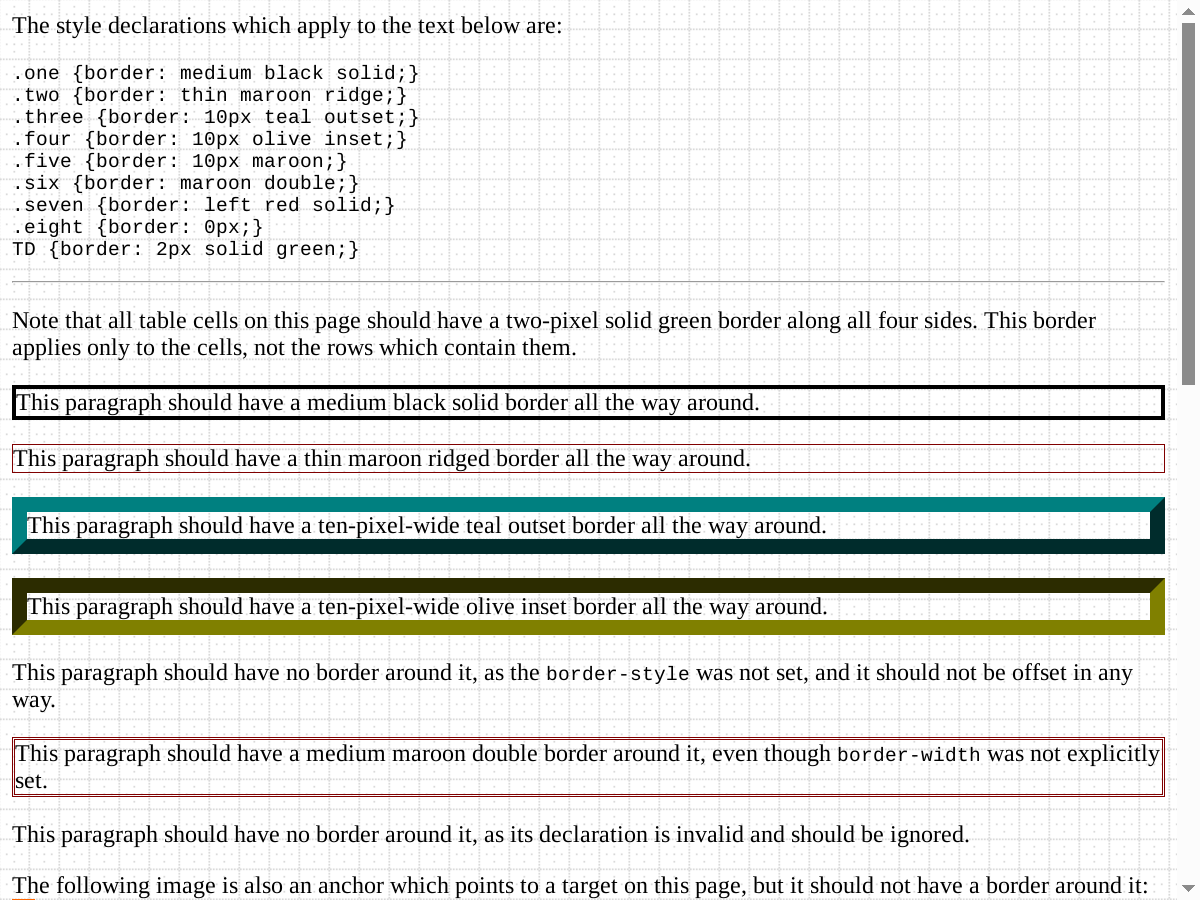 The style declarations which apply to the text below are:
.one {border: medium black solid;}
.two {border: thin maroon ridge;}
.three {border: 10px teal outset;}
.four {border: 10px olive inset;}
.five {border: 10px maroon;}
.six {border: maroon double;}
.seven {border: left red solid;}
.eight {border: 0px;}
TD {border: 2px solid green;}
Note that all table cells on this page should have a two-pixel solid green border along all four sides. This border
applies only to the cells, not the rows which contain them.
This paragraph should have a medium black solid border all the way around.
This paragraph should have a thin maroon ridged border all the way around.
This paragraph should have a ten-pixel-wide teal outset border all the way around.
This paragraph should have a ten-pixel-wide olive inset border all the way around.
This paragraph should have no border around it, as the border-style was not set, and it should not be offset in any
way.
This paragraph should have a medium maroon double border around it, even though border-width was not explicitly
set.
This paragraph should have no border around it, as its declaration is invalid and should be ignored.
The following image is also an anchor which points to a target on this page, but it should not have a border around it: